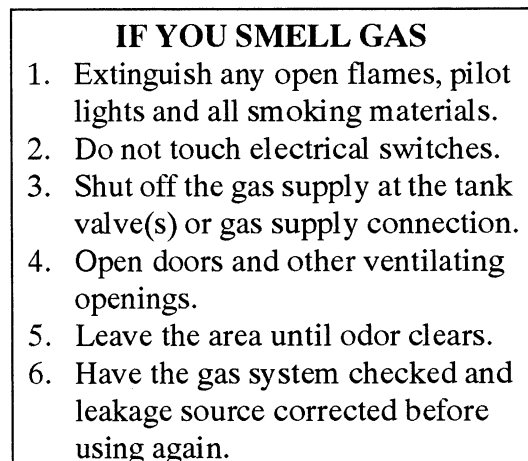 IF YOU SMELL GAS
1. Extinguish any open flames, pilot
lights and all smoking materials.
2. Do not touch electrical switches.
3. Shut off the gas supply at the tank
valve(s) or gas supply connection.
4. Open doors and other ventilating
openings.
5. Leave the area until odor clears.
6. Have the gas system checked and
leakage source corrected before
using again.